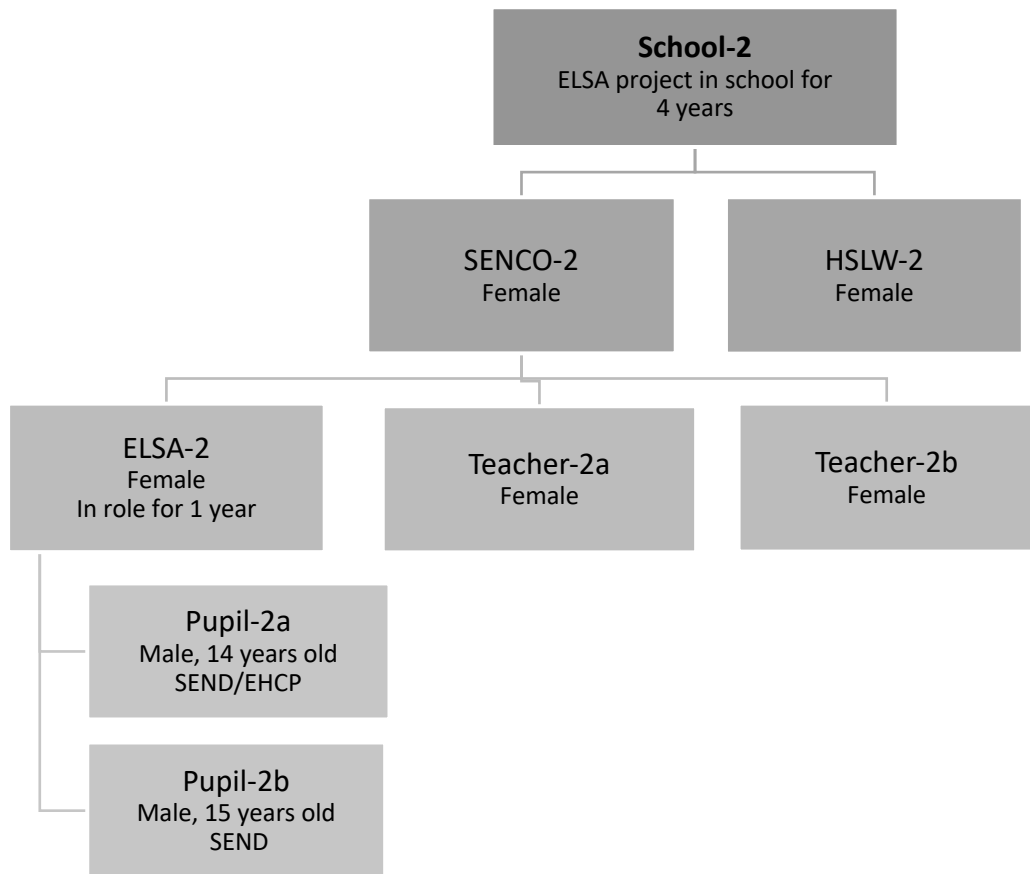 School-2
ELSA project in school for
4 years
SENCO-2
Female
HSLW-2
Female
ELSA-2
Female
In role for 1 year
Teacher-2a
Female
Teacher-2b
Female
Pupil-2a
Male, 14 years old
SEND/EHCP
Pupil-2b
Male, 15 years old
SEND